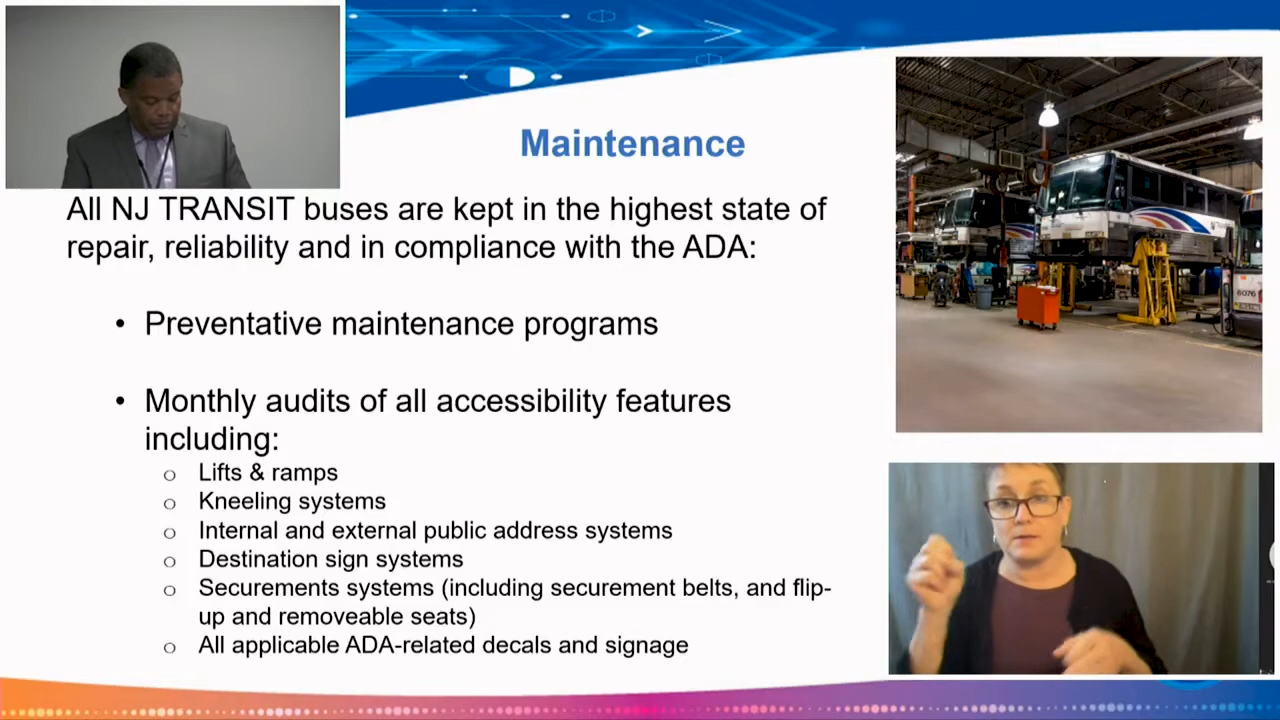 Maintenance
All NJ TRANSIT buses are kept in the highest state of
repair, reliability and in compliance with the ADA:
• Preventative maintenance programs
• Monthly audits of all accessibility features
including:
o Lifts & ramps
o Kneeling systems
o Internal and external public address systems
o Destination sign systems
o Securements systems (including securement belts, and flip-
up and removeable seats)
o All applicable ADA-related decals and signage
8076